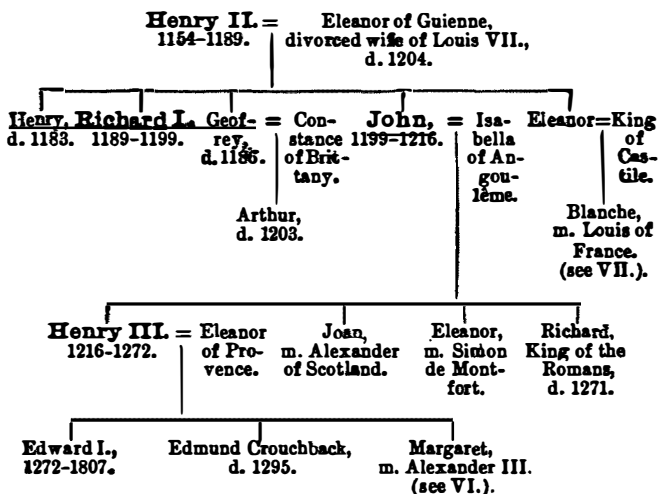 Henry II. = Eleanor of Guienne,
1154–1189. divorced wife of Louis VII.,
d. 1204.
Henry, Richard I. Geof- = Con- John, = Isa- Eleanor = King
d. 1183. 1189–1199. rey, stance 1199–1216. bella of
d. 1186. of Brit- of An- Cas-
tany. gou- tile.
lême.
Arthur, Blanche,
d. 1203. m. Louis of
France.
(see VII.).
Henry III. = Eleanor Joan, Eleanor, Richard,
1216–1272. of Pro- m. Alexander m. Simon King of the
vence. of Scotland. de Mont- Romans,
fort. d. 1271.
Edward I., Edmund Crouchback, Margaret,
1272–1807. d. 1295. m. Alexander III.
(see VI.).